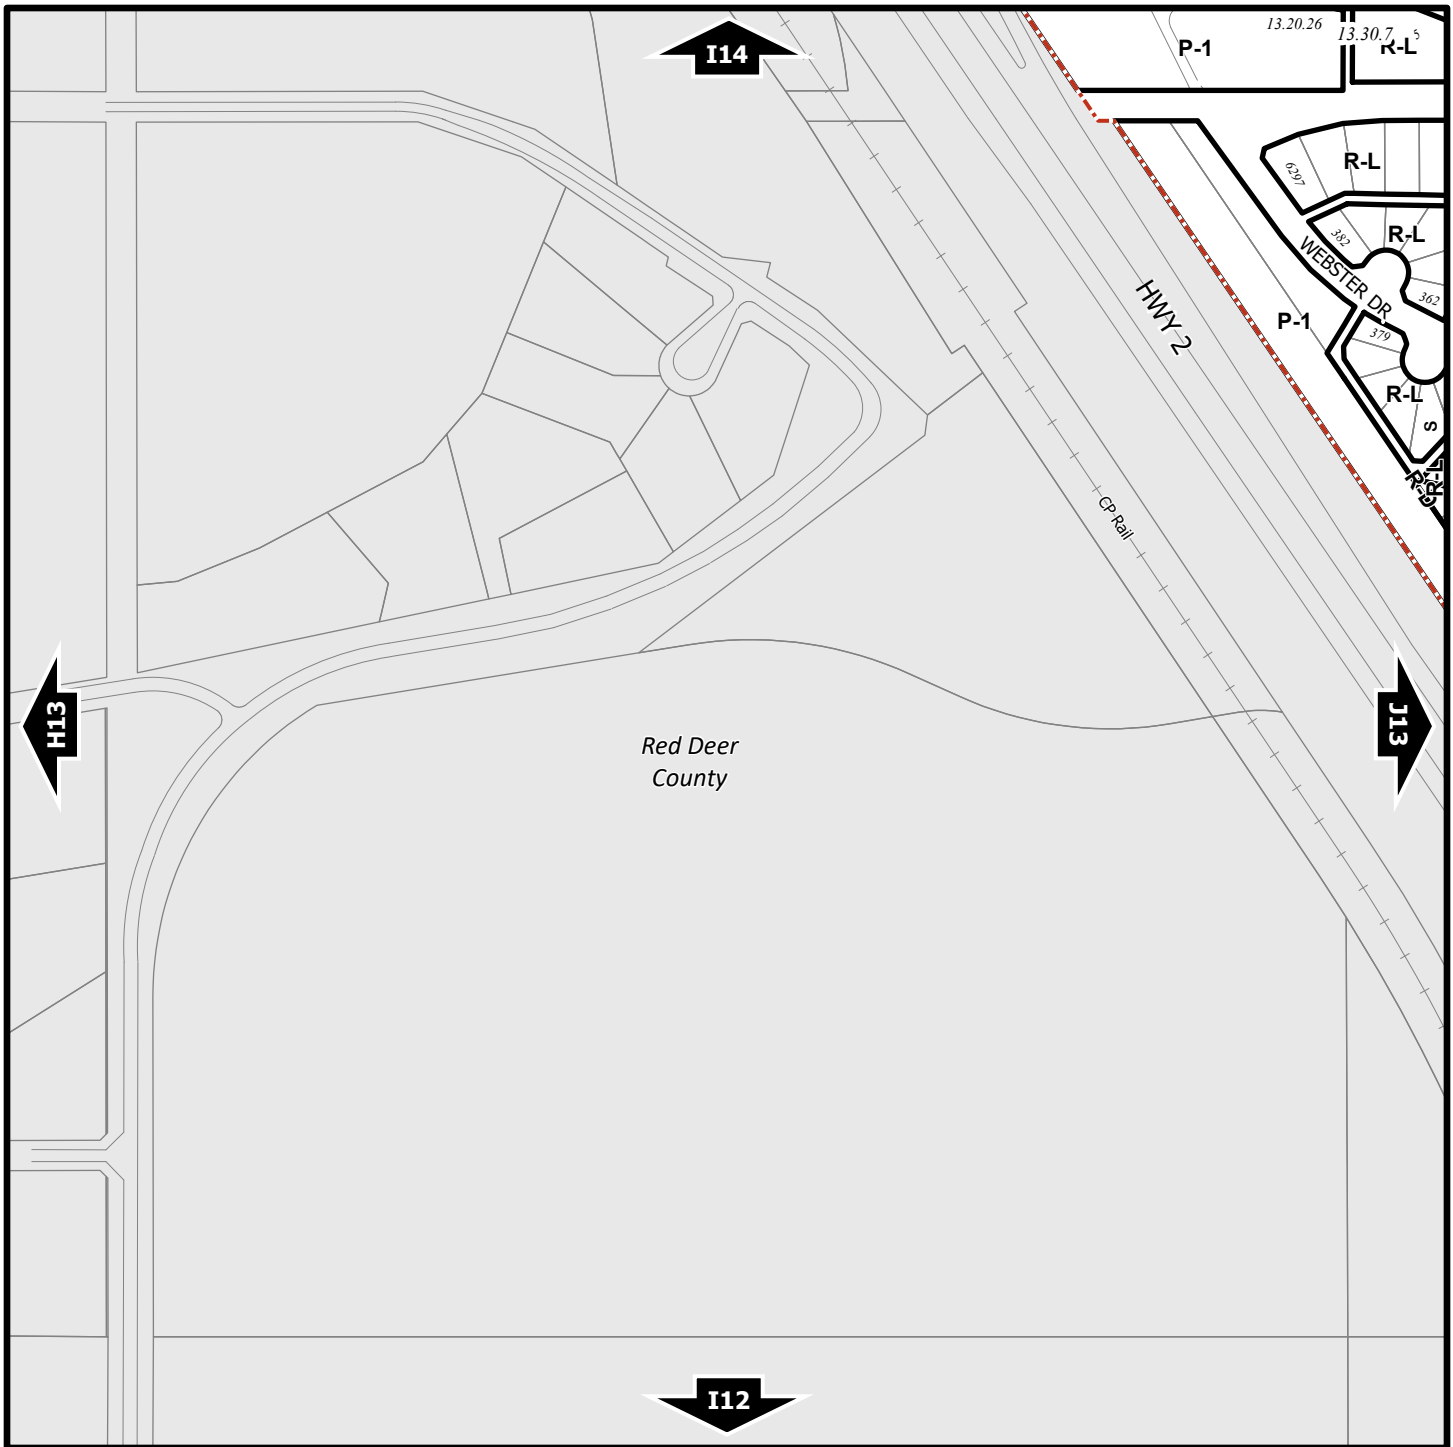 I14
P-1
13.20.26
13.30.7
5
R-L
R-L
6297
R-L
382
WEBSTER DR
362
HWY 2
P-1
379
R-L
S
R-L
CP Rail
H13
J13
Red Deer
County
I12